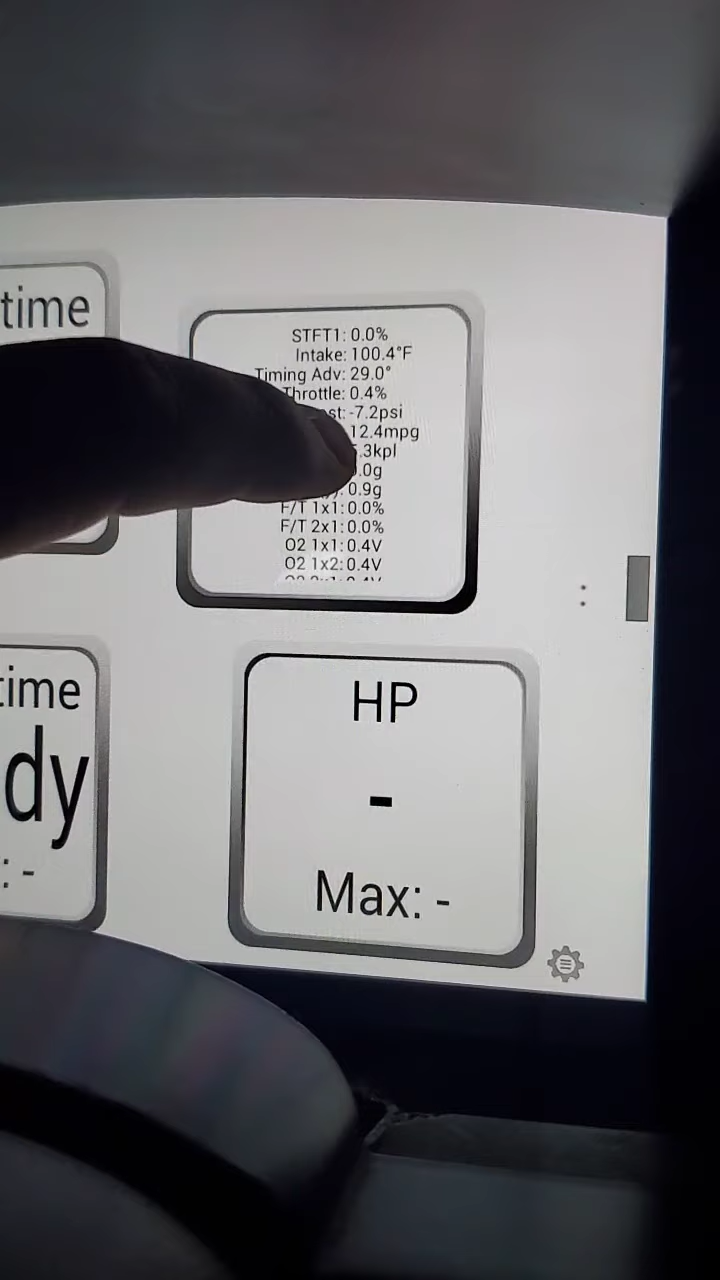 time
STFT1: 0.0%
Intake: 100.4°F
Timing Adv: 29.0°
Throttle: 0.4%
st: -7.2psi
12.4mpg
.3kpl
.0g
: 0.9g
F/T 1x1: 0.0%
F/T 2x1: 0.0%
O2 1x1: 0.4V
O2 1x2: 0.4V
time
dy
: -
HP
-
Max: -